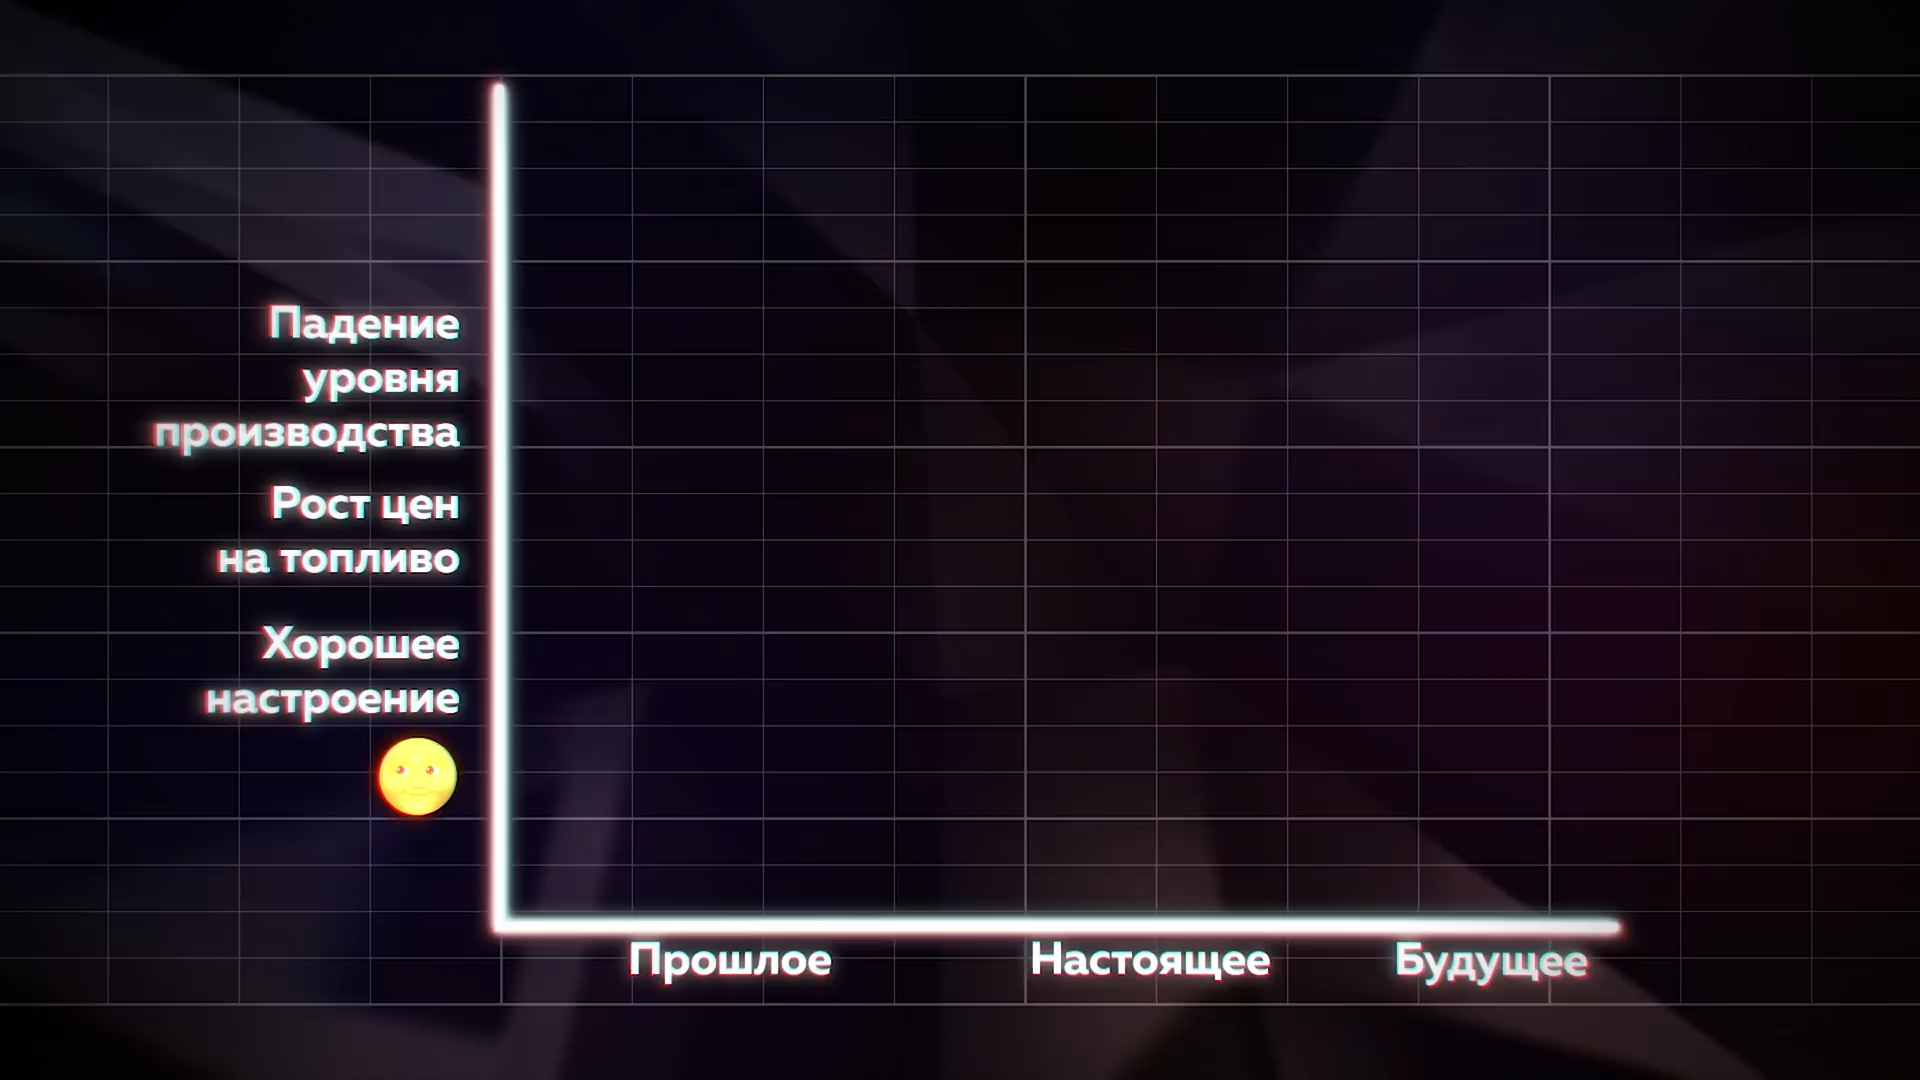 Падение
уровня
производства
Рост цен
на топливо
Хорошее
настроение
Прошлое
Настоящее
Будущее